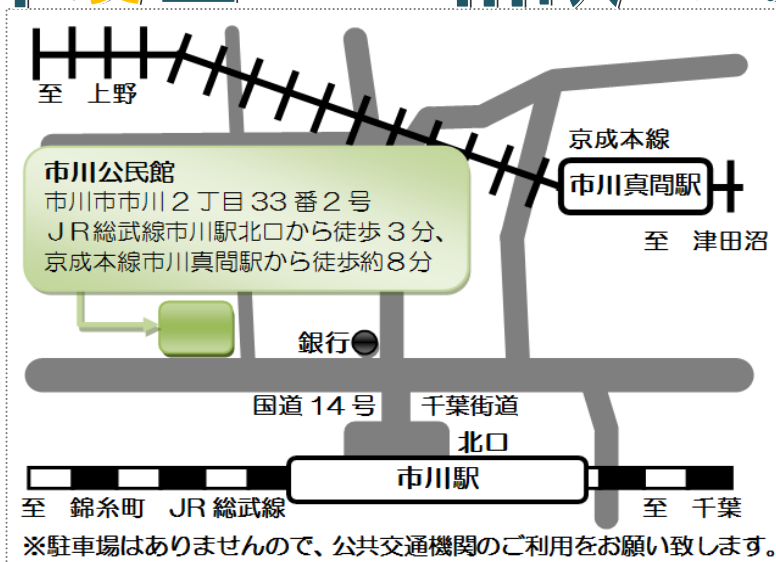 至 上野
京成本線
市川真間駅
至 津田沼
市川公民館
市川市市川2丁目33番2号
JR総武線市川駅北口から徒歩3分、
京成本線市川真間駅から徒歩約8分
銀行
国道14号 千葉街道
北口
市川駅
至 錦糸町 JR総武線 至 千葉
※駐車場はありませんので、公共交通機関のご利用をお願い致します。